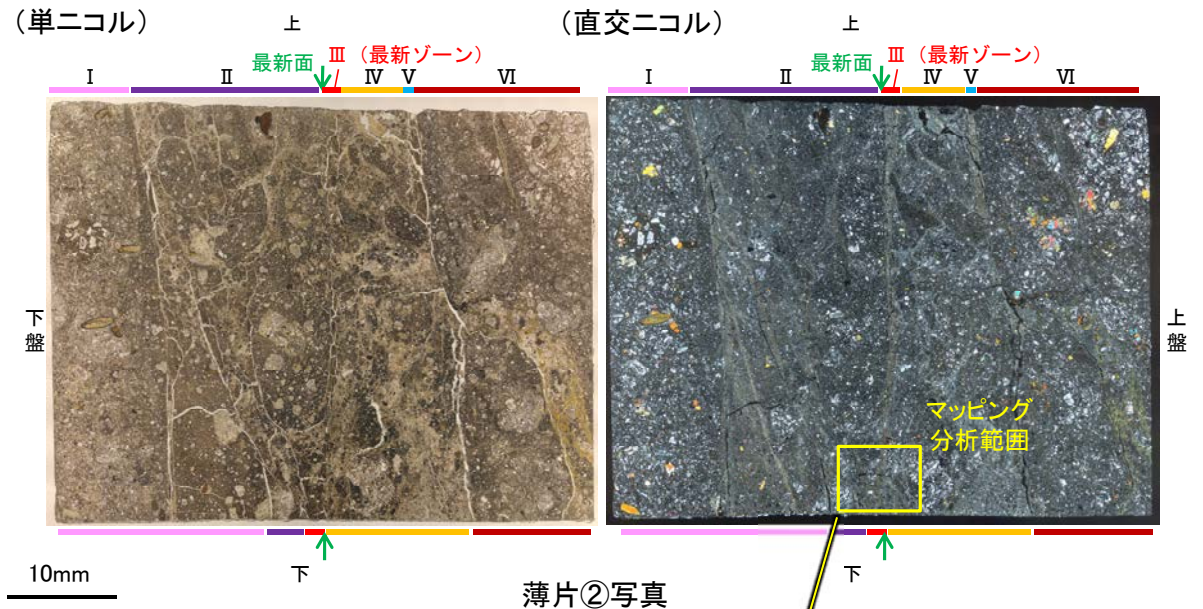 （単ニコル）
上
最新面
Ⅲ（最新ゾーン）
Ⅰ
Ⅱ
Ⅳ
Ⅴ
Ⅵ
下盤
下
10mm
（直交ニコル）
上
最新面
Ⅲ（最新ゾーン）
Ⅰ
Ⅱ
Ⅳ
Ⅴ
Ⅵ
上盤
マッピング
分析範囲
下
薄片②写真